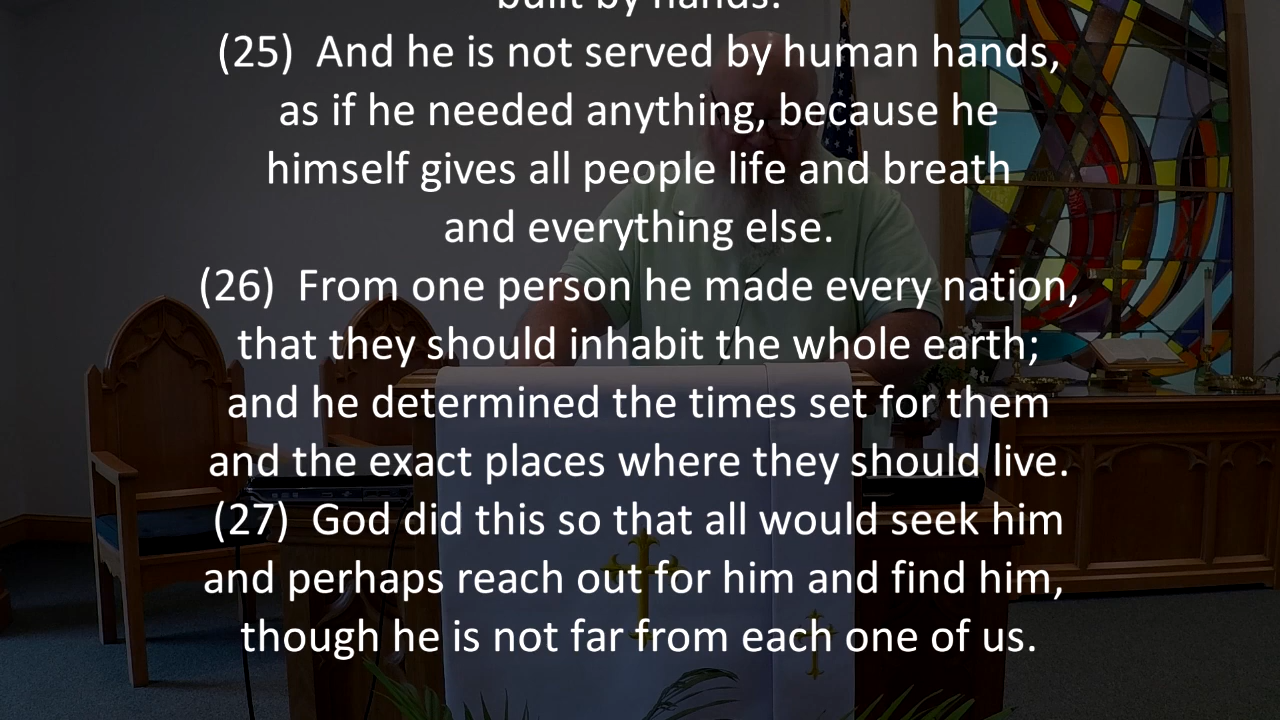 built by hands.
(25) And he is not served by human hands,
as if he needed anything, because he
himself gives all people life and breath
and everything else.
(26) From one person he made every nation,
that they should inhabit the whole earth;
and he determined the times set for them
and the exact places where they should live.
(27) God did this so that all would seek him
and perhaps reach out for him and find him,
though he is not far from each one of us.